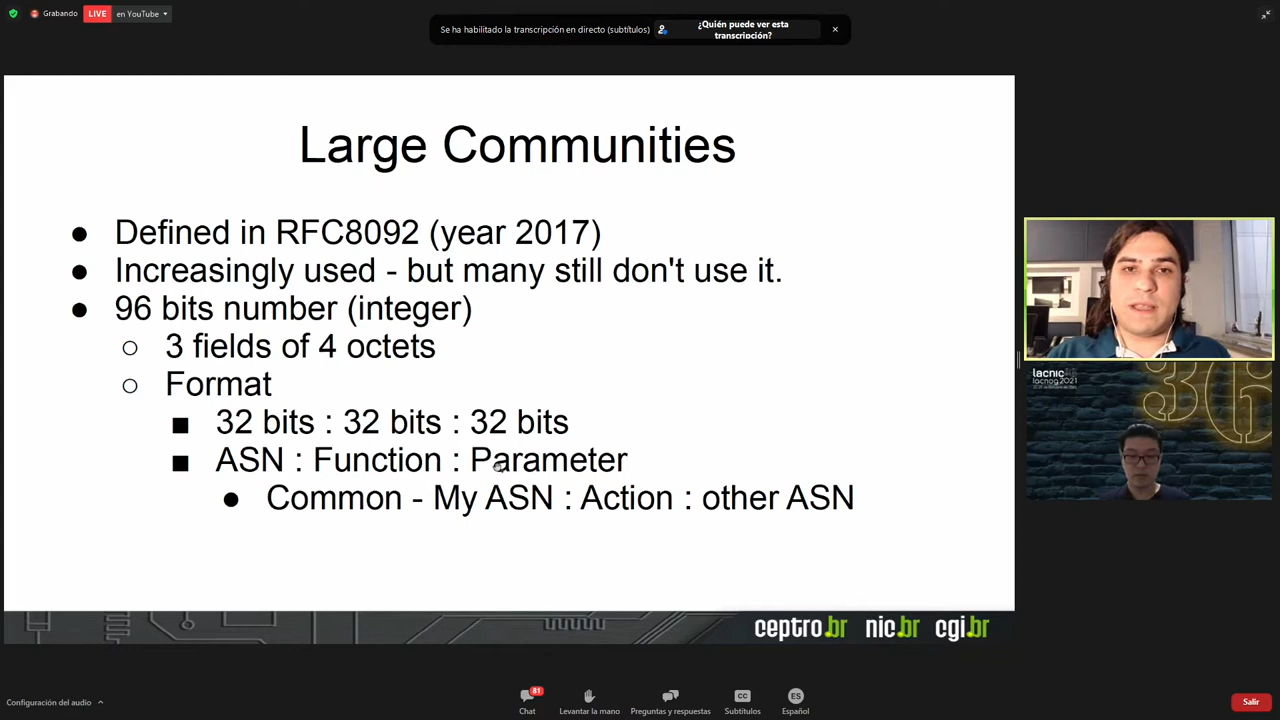 Grabando
LIVE
en YouTube
Se ha habilitado la transcripción en directo (subtítulos)
¿Quién puede ver esta
transcripción?
Large Communities
● Defined in RFC8092 (year 2017)
● Increasingly used - but many still don't use it.
● 96 bits number (integer)
○ 3 fields of 4 octets
○ Format
■ 32 bits : 32 bits : 32 bits
■ ASN : Function : Parameter
● Common - My ASN : Action : other ASN
lacnic36
lacnog 2021
ceptro.br nic.br cgi.br
Configuración del audio
81
Chat
Levantar la mano
Preguntas y respuestas
CC
Subtítulos
ES
Español
Salir